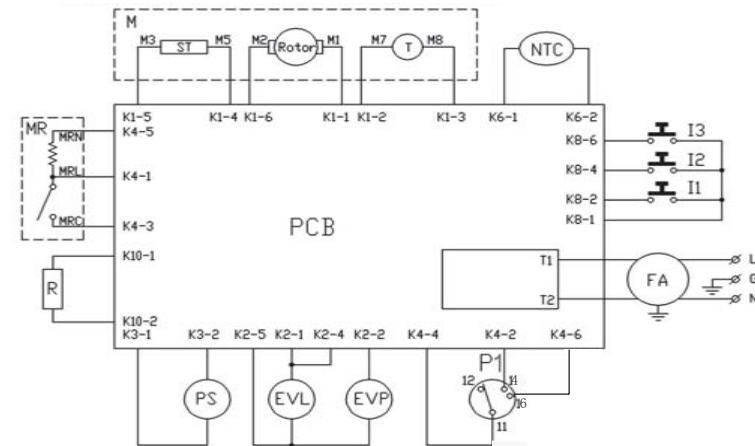 M
M3 ST M5 M2 Rotor M1 M7 T M8
NTC
K1-5 K1-4 K1-6 K1-1 K1-2 K1-3 K6-1 K6-2
MR MRN K4-5 K8-6 I3
MRL K4-1 K8-4 I2
K8-2 I1
MRC K4-3 PCB K8-1
K10-1
T1 L
R FA G
T2 N
K10-2
K3-1 K3-2 K2-5 K2-1 K2-4 K2-2 K4-4 K4-2 K4-6
P1
12 14
PS EVL EVP 16
11